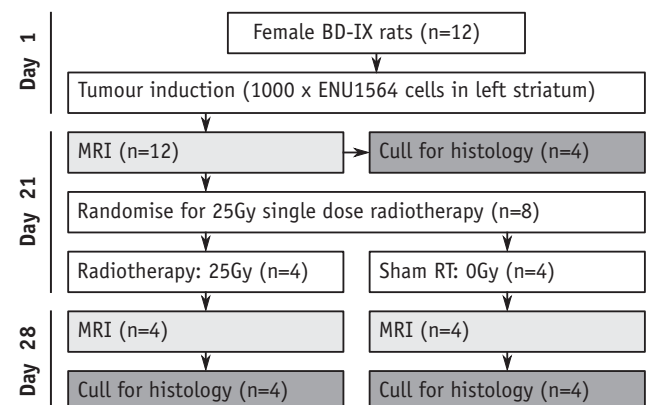 Day 1
Female BD-IX rats (n=12)
Tumour induction (1000 x ENU1564 cells in left striatum)
Day 21
MRI (n=12)
Cull for histology (n=4)
Randomise for 25Gy single dose radiotherapy (n=8)
Radiotherapy: 25Gy (n=4)
Sham RT: 0Gy (n=4)
Day 28
MRI (n=4)
MRI (n=4)
Cull for histology (n=4)
Cull for histology (n=4)